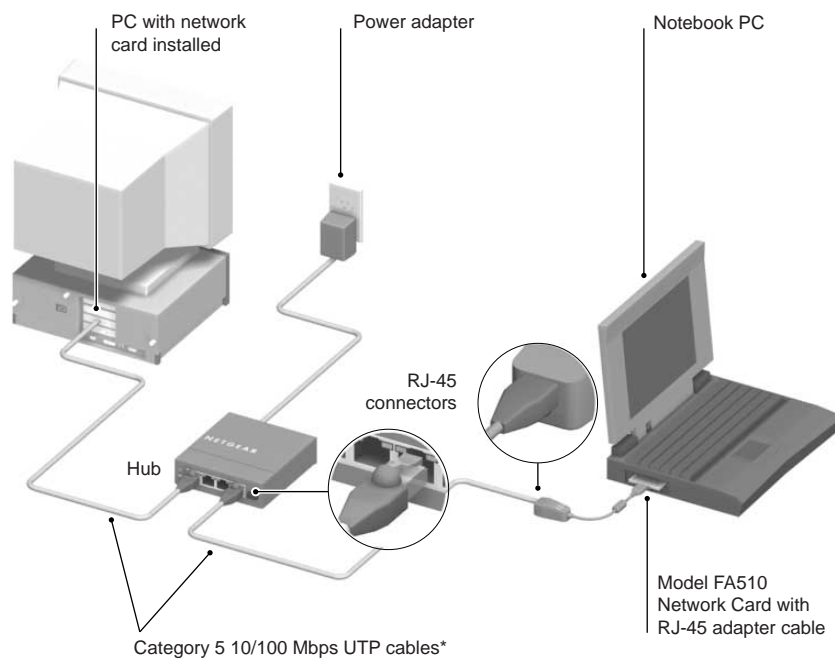 PC with network
card installed
Power adapter
Notebook PC
RJ-45
connectors
NETGEAR
Hub
Model FA510
Network Card with
RJ-45 adapter cable
Category 5 10/100 Mbps UTP cables*